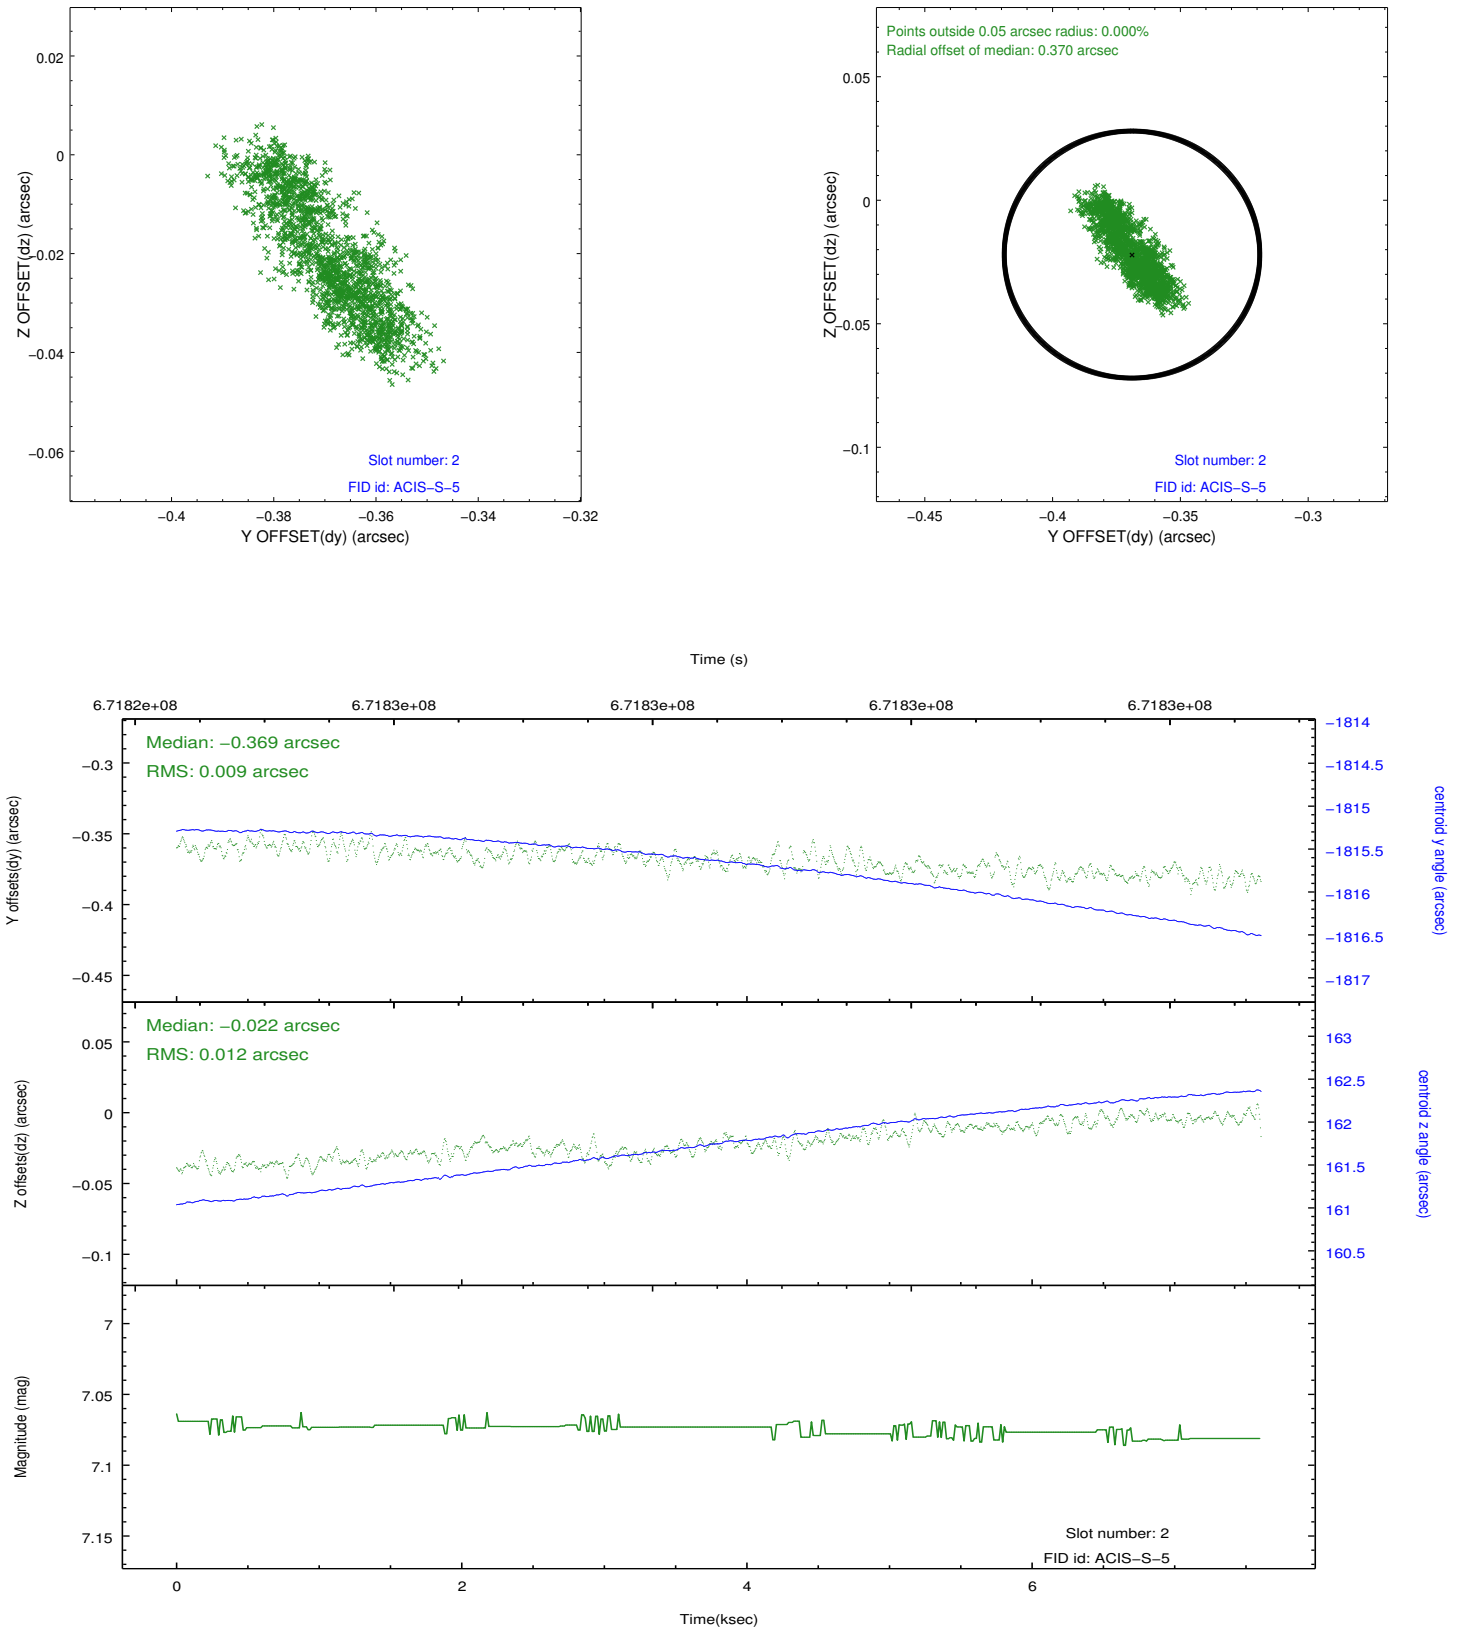 0.02
0
−0.02
−0.04
−0.06
Z OFFSET(dz) (arcsec)
Slot number: 2
FID id: ACIS−S−5
−0.4
−0.38
−0.36
−0.34
−0.32
Y OFFSET(dy) (arcsec)
Points outside 0.05 arcsec radius: 0.000%
Radial offset of median: 0.370 arcsec
0.05
0
−0.05
−0.1
Z OFFSET(dz) (arcsec)
Slot number: 2
FID id: ACIS−S−5
−0.45
−0.4
−0.35
−0.3
Y OFFSET(dy) (arcsec)
Time (s)
6.7182e+08
6.7183e+08
6.7183e+08
6.7183e+08
6.7183e+08
Median: −0.369 arcsec
RMS: 0.009 arcsec
−0.3
−0.35
−0.4
−0.45
Y offsets(dy) (arcsec)
−1814
−1814.5
−1815
−1815.5
−1816
−1816.5
−1817
centroid y angle (arcsec)
Median: −0.022 arcsec
RMS: 0.012 arcsec
0.05
0
−0.05
−0.1
Z offsets(dz) (arcsec)
163
162.5
162
161.5
161
160.5
centroid z angle (arcsec)
7
7.05
7.1
7.15
Magnitude (mag)
Slot number: 2
FID id: ACIS−S−5
0
2
4
6
Time(ksec)